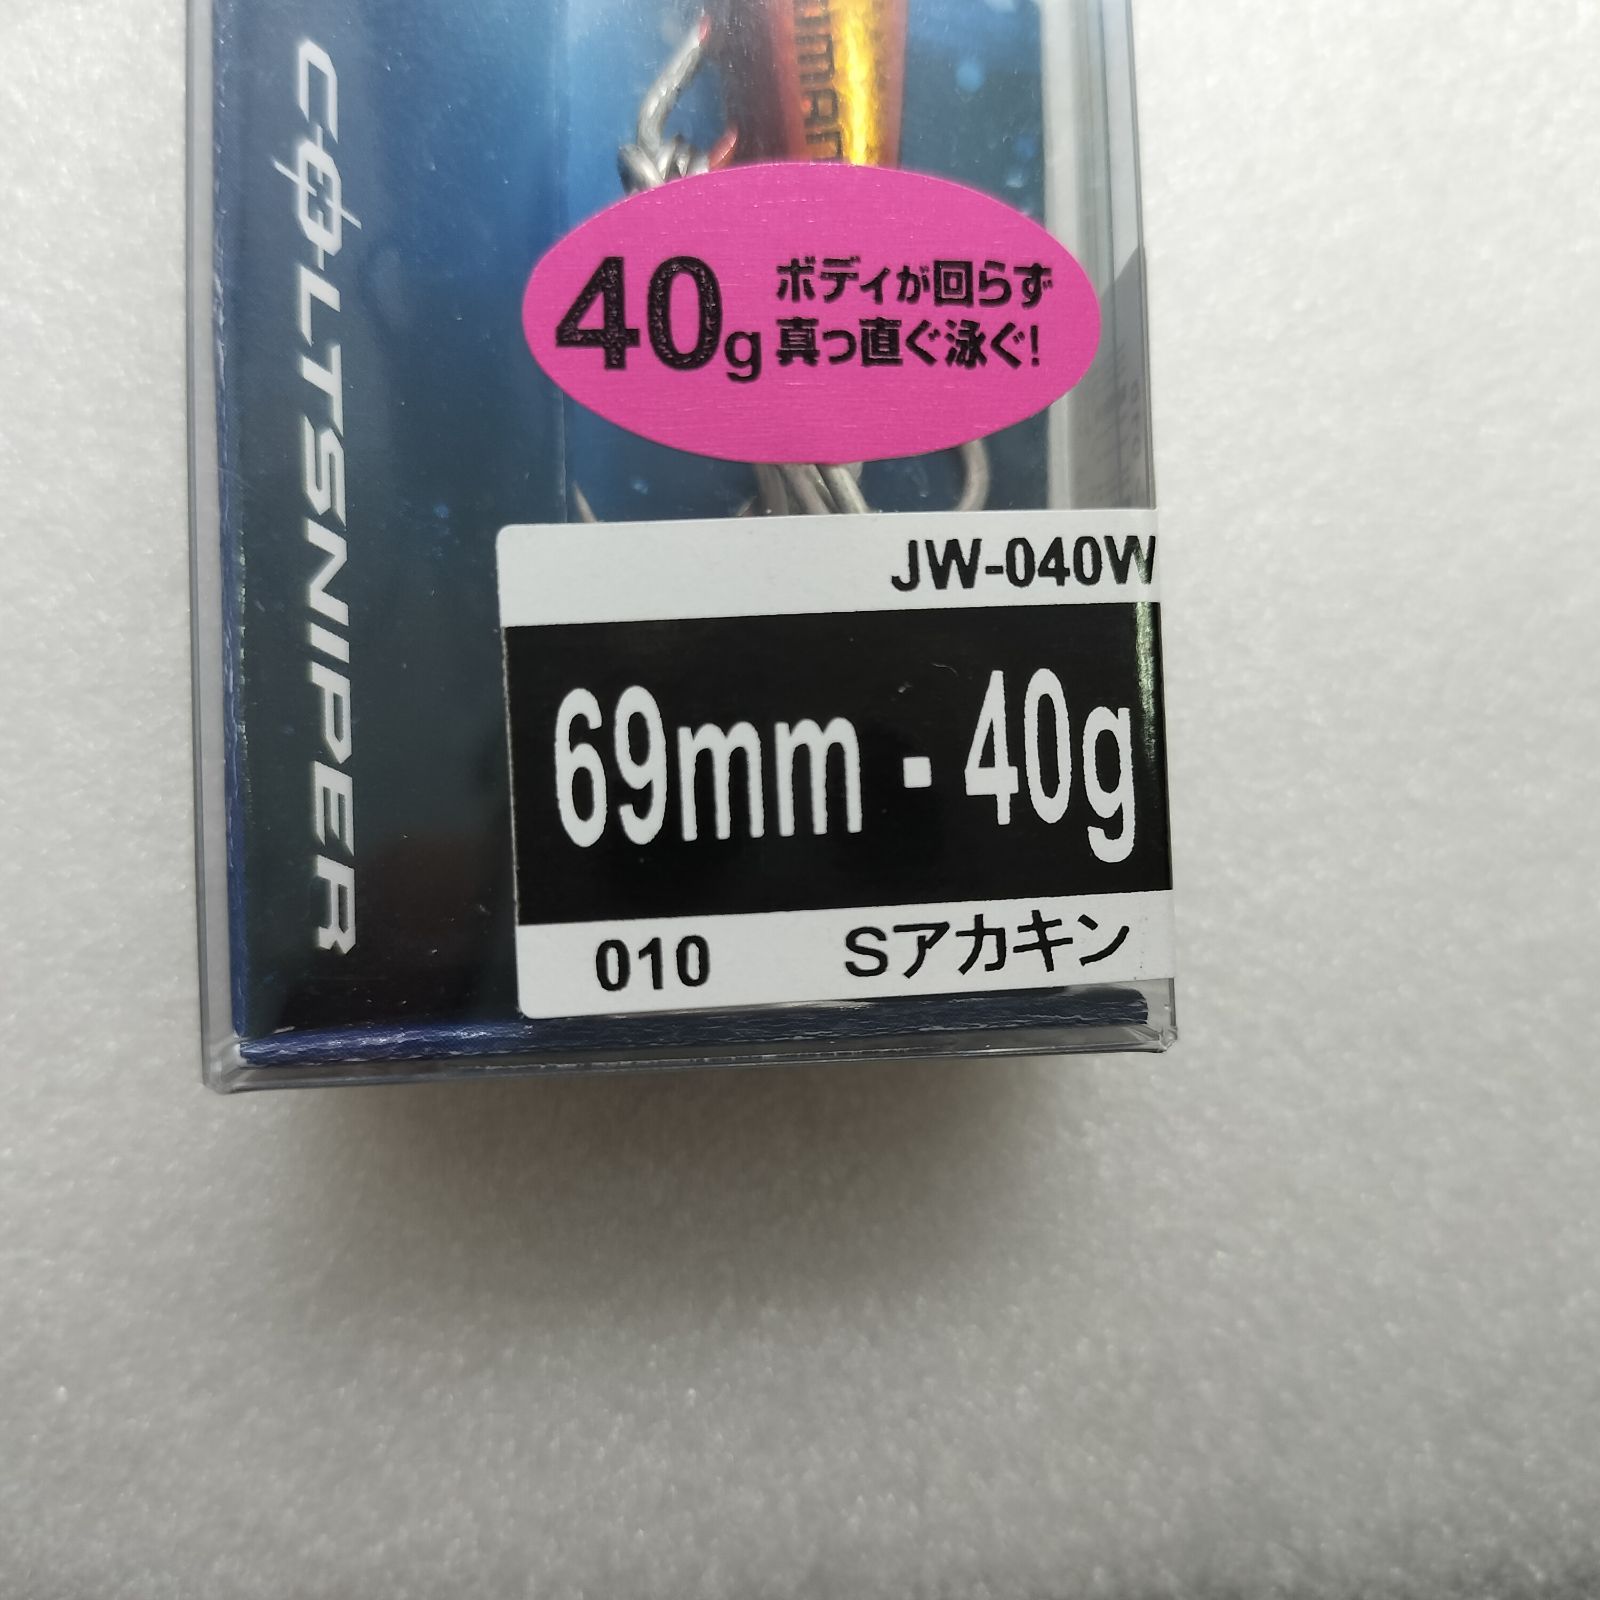 COLTSNIPER
40g ボディが回らず
真っ直ぐ泳ぐ!
JW-040W
69mm - 40g
010 Sアカキン